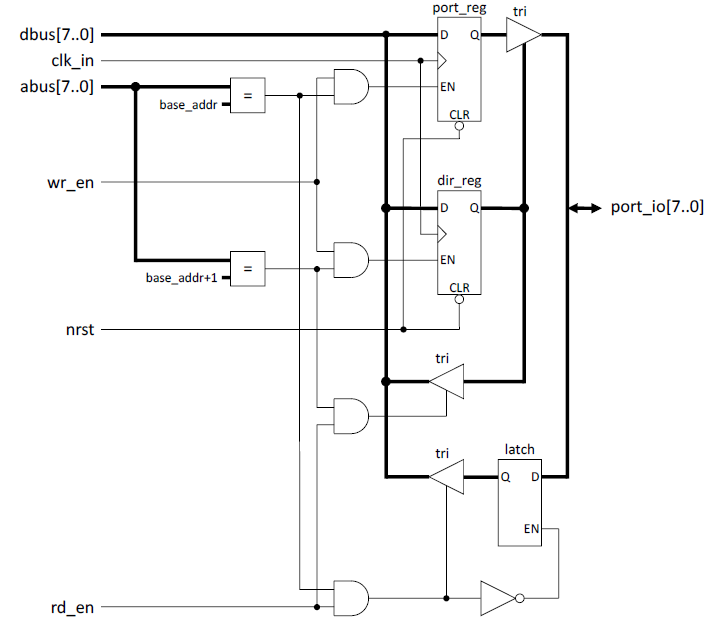 port_reg
tri
dbus[7..0]
D
Q
clk_in
abus[7..0]
EN
=
base_addr
CLR
wr_en
dir_reg
D
Q
port_io[7..0]
EN
=
base_addr+1
CLR
nrst
tri
tri
latch
Q
D
EN
rd_en